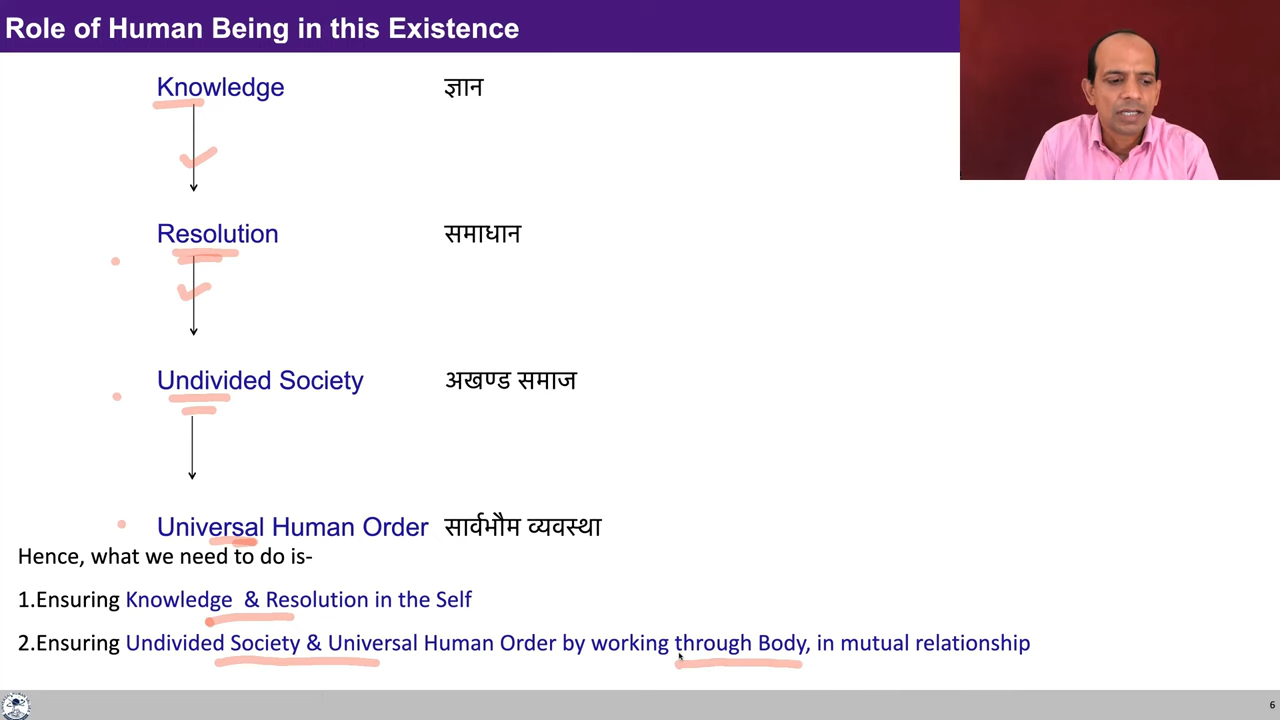 Role of Human Being in this Existence
Knowledge ज्ञान
Resolution समाधान
Undivided Society अखण्ड समाज
Universal Human Order सार्वभौम व्यवस्था
Hence, what we need to do is-
1.Ensuring Knowledge & Resolution in the Self
2.Ensuring Undivided Society & Universal Human Order by working through Body, in mutual relationship
6